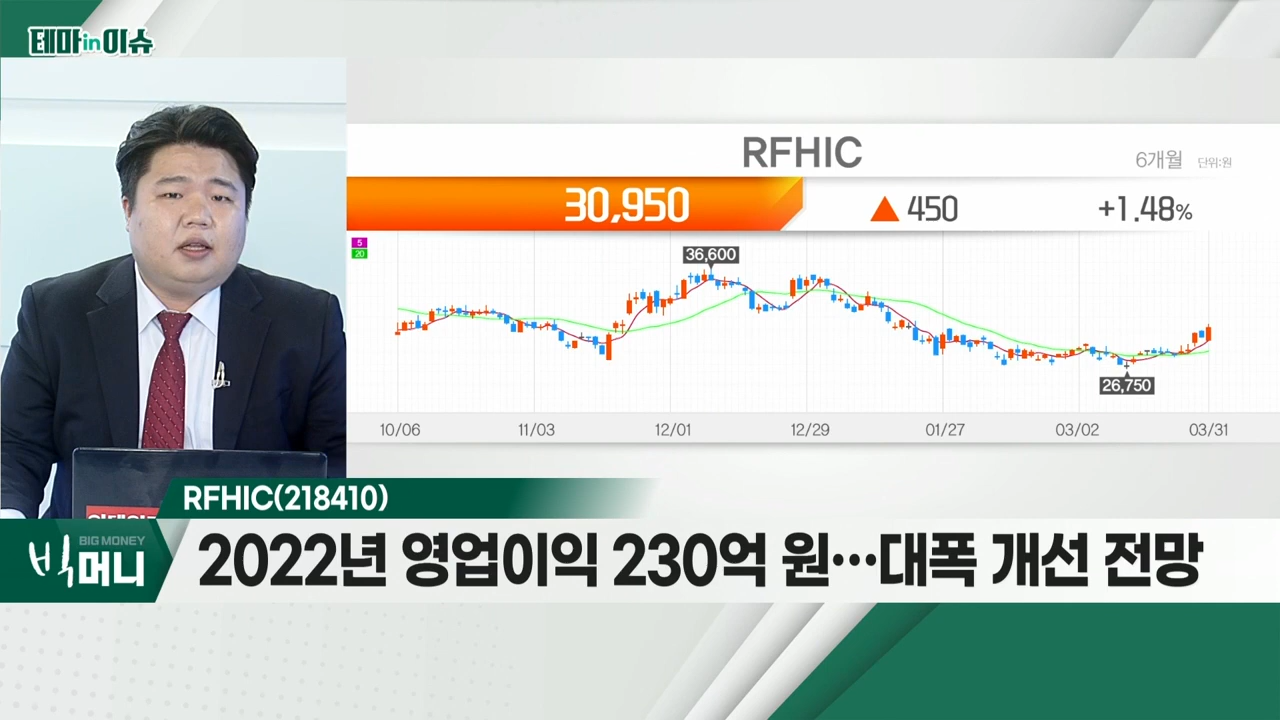 테마in이슈
RFHIC
6개월 단위:원
30,950 ▲450 +1.48%
5
20
36,600
26,750
10/06 11/03 12/01 12/29 01/27 03/02 03/31
RFHIC(218410)
BIG MONEY
빅머니
2022년 영업이익 230억 원…대폭 개선 전망